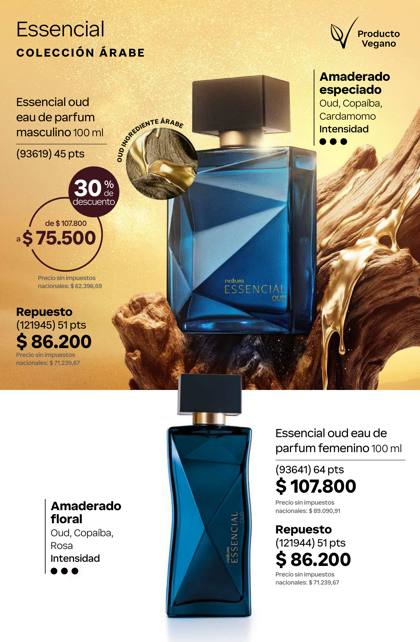 Essencial
COLECCIÓN ÁRABE
Producto
Vegano
Essencial oud
eau de parfum
masculino 100 ml
(93619) 45 pts
OUD INGREDIENTE ÁRABE
Amaderado
especiado
Oud, Copaíba,
Cardamomo
Intensidad
30% de
descuento
de $ 107.800
a $ 75.500
Precio sin impuestos
nacionales: $ 62.396,69
Repuesto
(121945) 51 pts
$ 86.200
Precio sin impuestos
nacionales: $ 71.239,67
natura
ESSENCIAL
OUD
Essencial oud eau de
parfum femenino 100 ml
(93641) 64 pts
$ 107.800
Precio sin impuestos
nacionales: $ 89.090,91
Repuesto
(121944) 51 pts
$ 86.200
Precio sin impuestos
nacionales: $ 71.239,67
Amaderado
floral
Oud, Copaíba,
Rosa
Intensidad
natura
ESSENCIAL